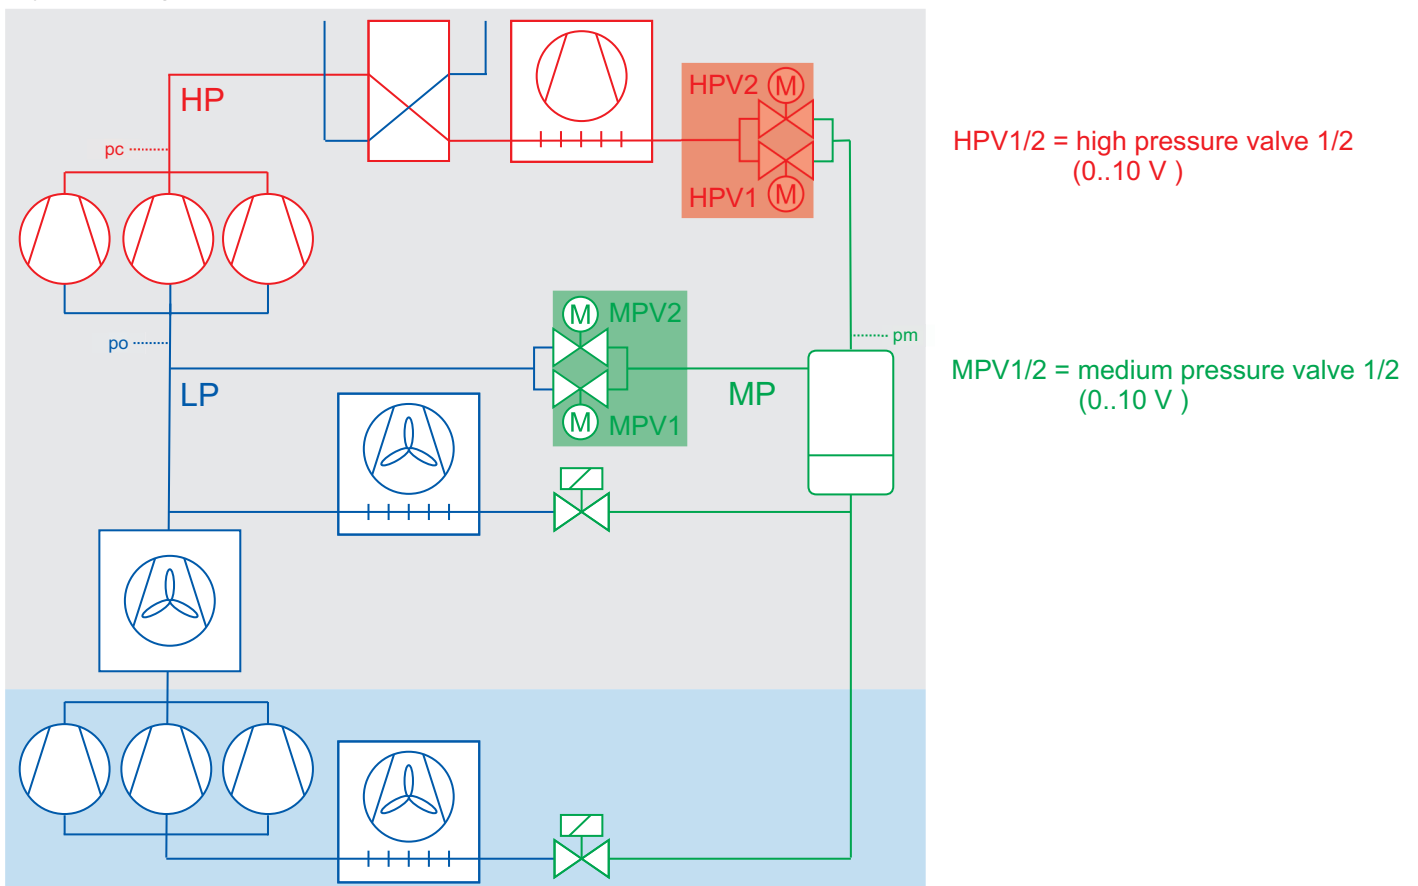 HP
pc
HPV2
M
HPV1
M
HPV1/2 = high pressure valve 1/2
(0..10 V )
po
LP
M
MPV2
MP
M
MPV1
pm
MPV1/2 = medium pressure valve 1/2
(0..10 V )